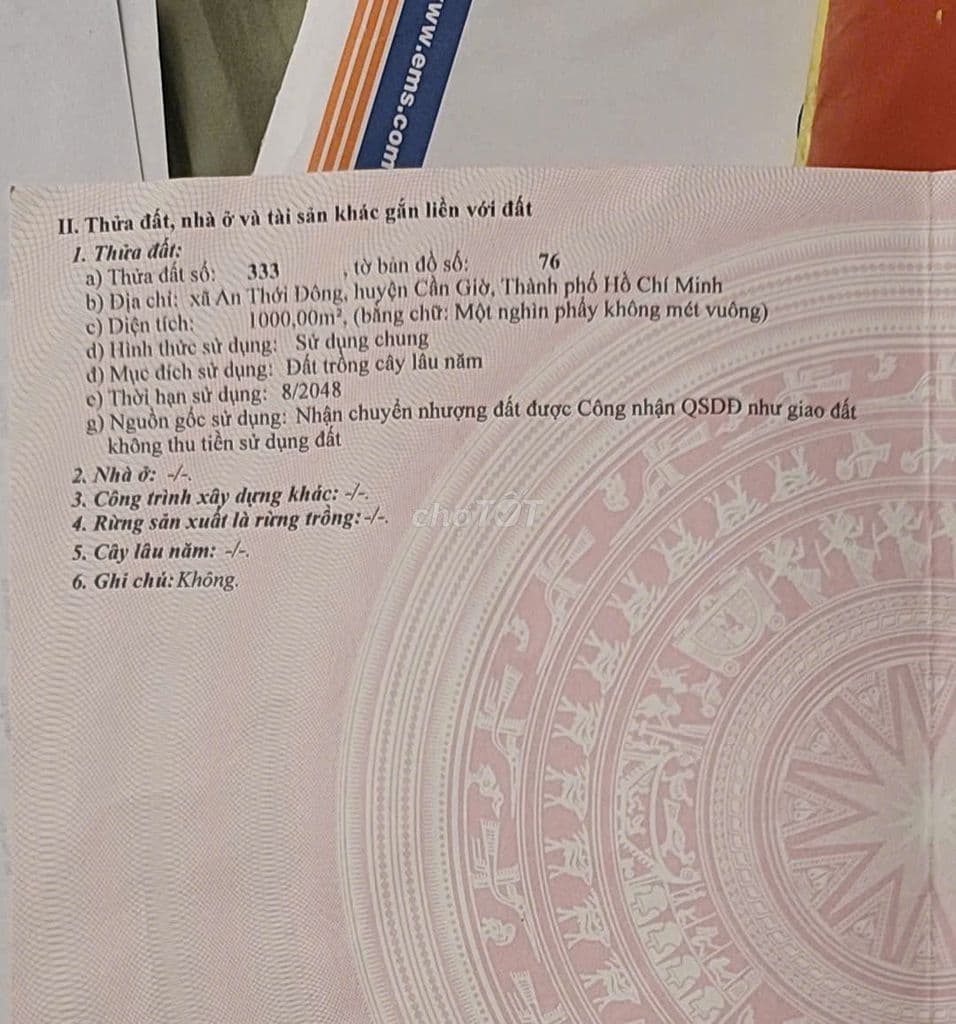 www.ems.com
II. Thửa đất, nhà ở và tài sản khác gắn liền với đất
1. Thửa đất:
a) Thửa đất số: 333 , tờ bản đồ số: 76
b) Địa chỉ: xã An Thới Đông, huyện Cần Giờ, Thành phố Hồ Chí Minh
c) Diện tích: 1000,00m², (bằng chữ: Một nghìn phẩy không mét vuông)
d) Hình thức sử dụng: Sử dụng chung
đ) Mục đích sử dụng: Đất trồng cây lâu năm
e) Thời hạn sử dụng: 8/2048
g) Nguồn gốc sử dụng: Nhận chuyển nhượng đất được Công nhận QSDĐ như giao đất
không thu tiền sử dụng đất
2. Nhà ở: -/-.
3. Công trình xây dựng khác: -/-.
4. Rừng sản xuất là rừng trồng: -/-.
chợTỐT
5. Cây lâu năm: -/-.
6. Ghi chú: Không.